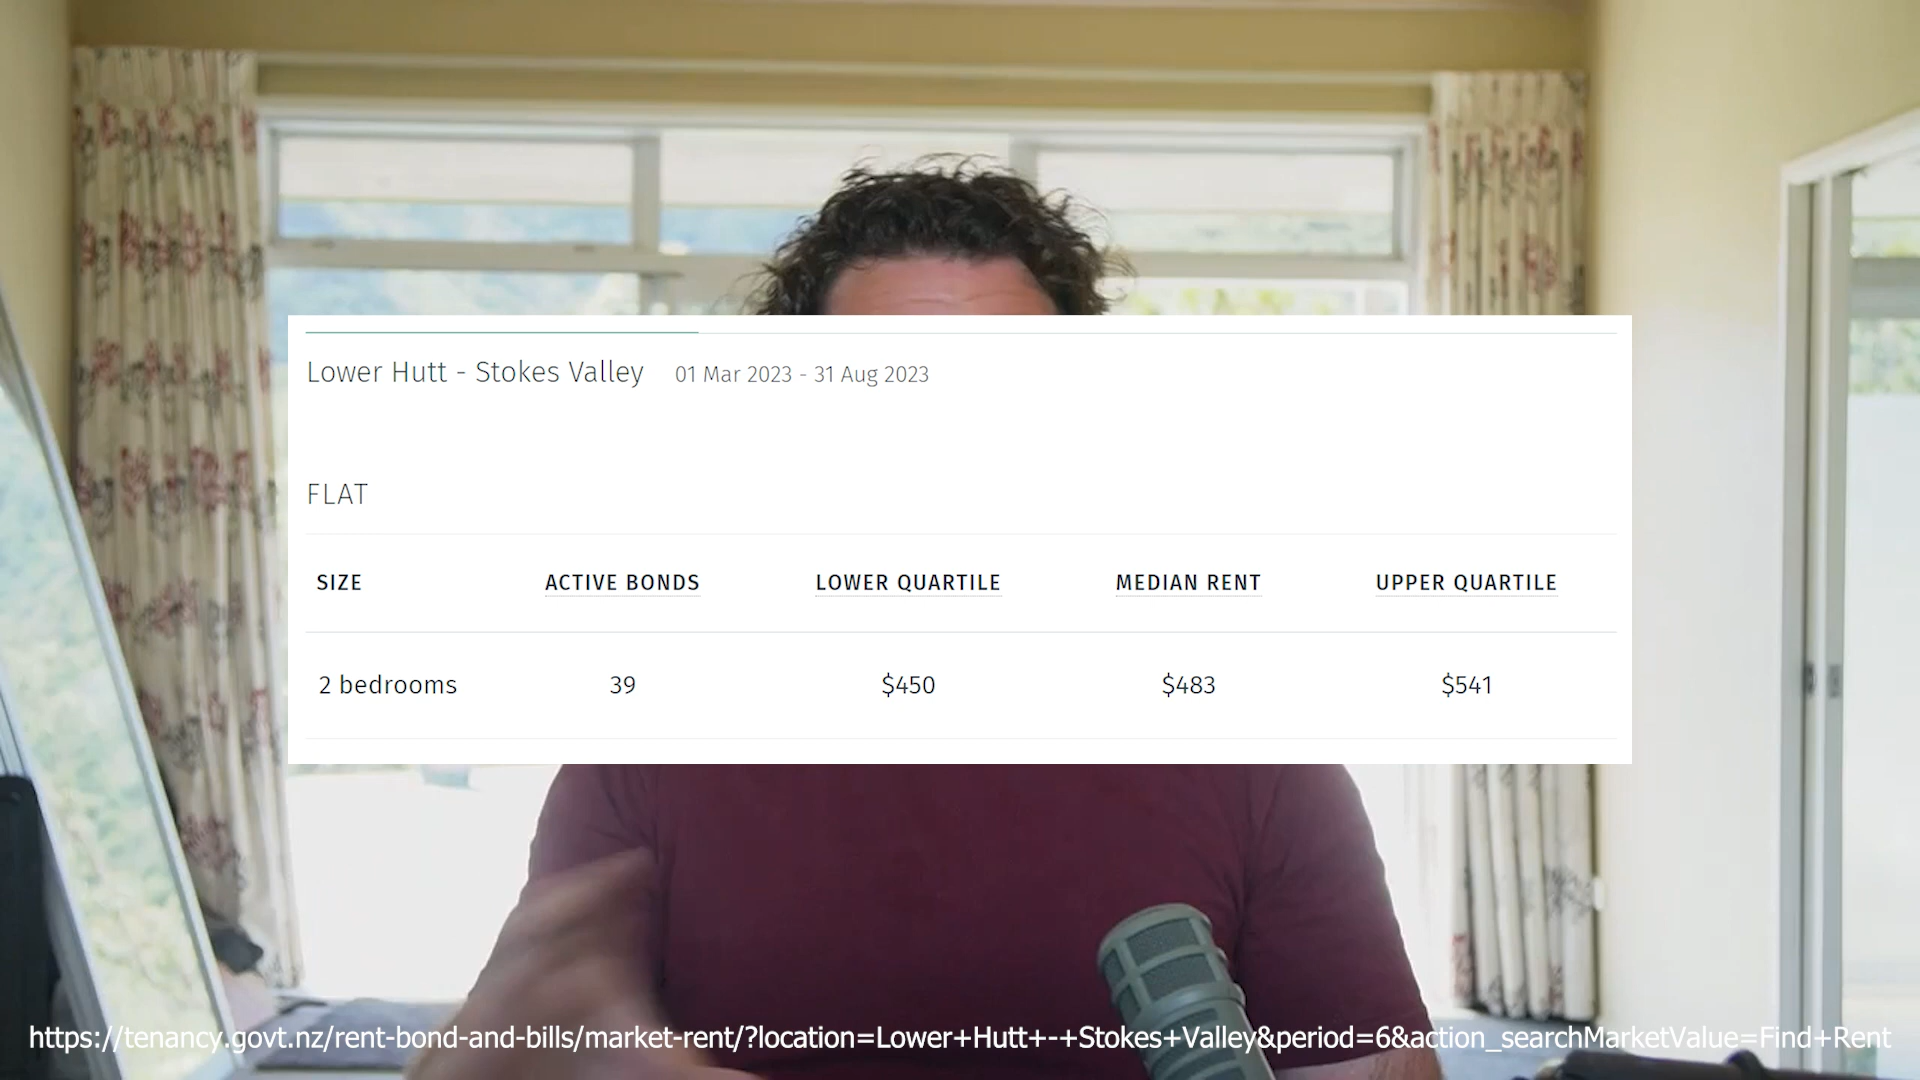 Lower Hutt - Stokes Valley 01 Mar 2023 - 31 Aug 2023
FLAT
SIZE ACTIVE BONDS LOWER QUARTILE MEDIAN RENT UPPER QUARTILE
2 bedrooms 39 $450 $483 $541
https://tenancy.govt.nz/rent-bond-and-bills/market-rent/?location=Lower+Hutt+-+Stokes+Valley&period=6&action_searchMarketValue=Find+Rent